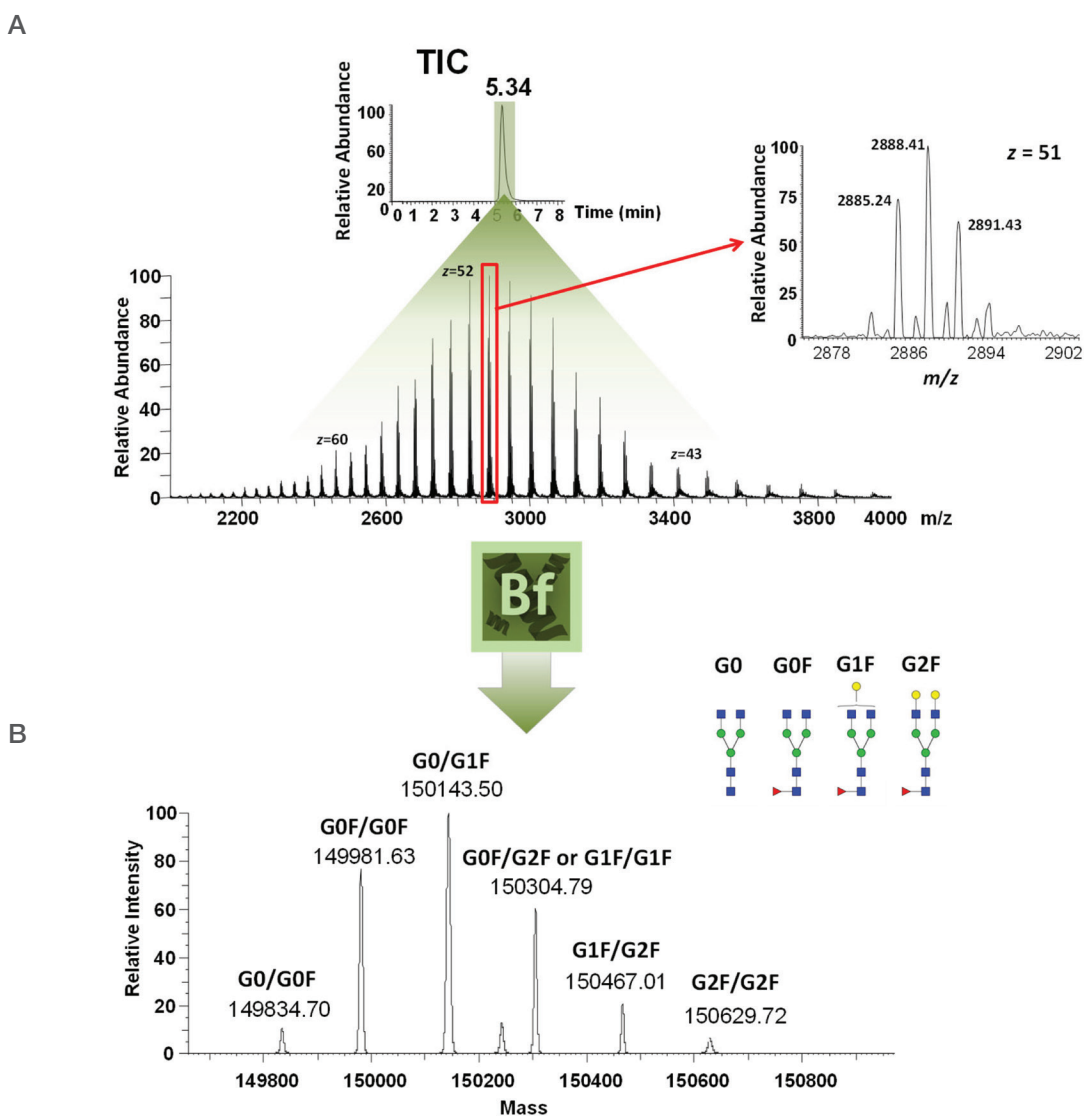 A
TIC
5.34
Relative Abundance
100
60
20
0
0 1 2 3 4 5 6 7 8 Time (min)
z = 51
Relative Abundance
100
75
50
25
0
2888.41
2885.24
2891.43
2878 2886 2894 2902
m/z
Relative Abundance
100
80
60
40
20
0
z=52
z=60
z=43
2200 2600 3000 3400 3800 4000 m/z
Bf
G0 G0F G1F G2F
B
G0/G1F
150143.50
G0F/G0F
149981.63
G0F/G2F or G1F/G1F
150304.79
G1F/G2F
150467.01
G0/G0F
149834.70
G2F/G2F
150629.72
Relative Intensity
100
80
60
40
20
0
149800 150000 150200 150400 150600 150800
Mass